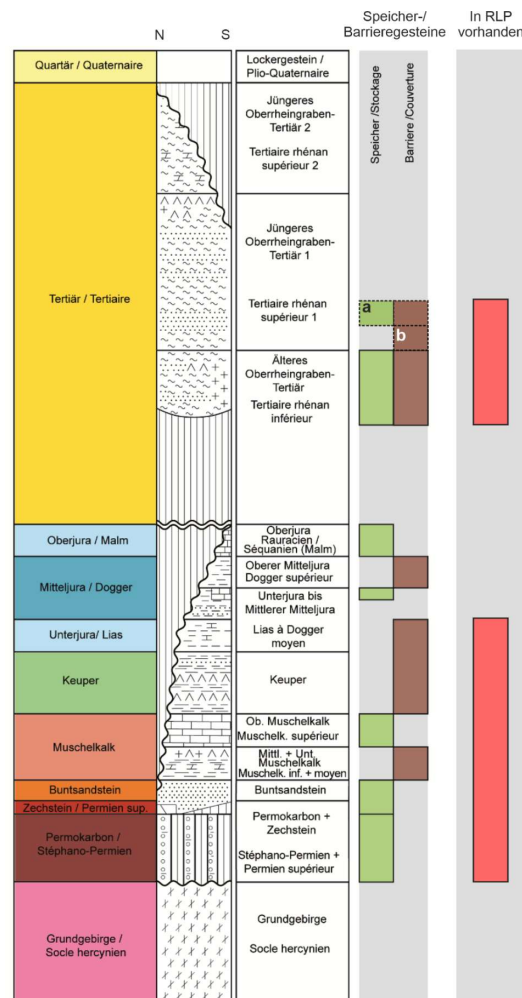 Speicher-/
Barrieregesteine
In RLP
vorhanden
N
S
Speicher /Stockage
Barriere /Couverture
Quartär / Quaternaire
Lockergestein /
Plio-Quaternaire
Jüngeres
Oberrheingraben-
Tertiär 2
Tertiaire rhénan
supérieur 2
Jüngeres
Oberrheingraben-
Tertiär 1
Tertiär / Tertiaire
Tertiaire rhénan
supérieur 1
a
b
Älteres
Oberrheingraben-
Tertiär
Tertiaire rhénan
inférieur
Oberjura / Malm
Oberjura
Rauracien /
Séquanien (Malm)
Mitteljura / Dogger
Oberer Mitteljura
Dogger supérieur
Unterjura bis
Mittlerer Mitteljura
Unterjura/ Lias
Lias à Dogger
moyen
Keuper
Keuper
Muschelkalk
Ob. Muschelkalk
Muschelk. supérieur
Mittl. + Unt.
Muschelkalk
Muschelk. inf. + moyen
Buntsandstein
Buntsandstein
Zechstein / Permien sup.
Permokarbon /
Stéphano-Permien
Permokarbon +
Zechstein
Stéphano-Permien +
Permien supérieur
Grundgebirge /
Socle hercynien
Grundgebirge
Socle hercynien